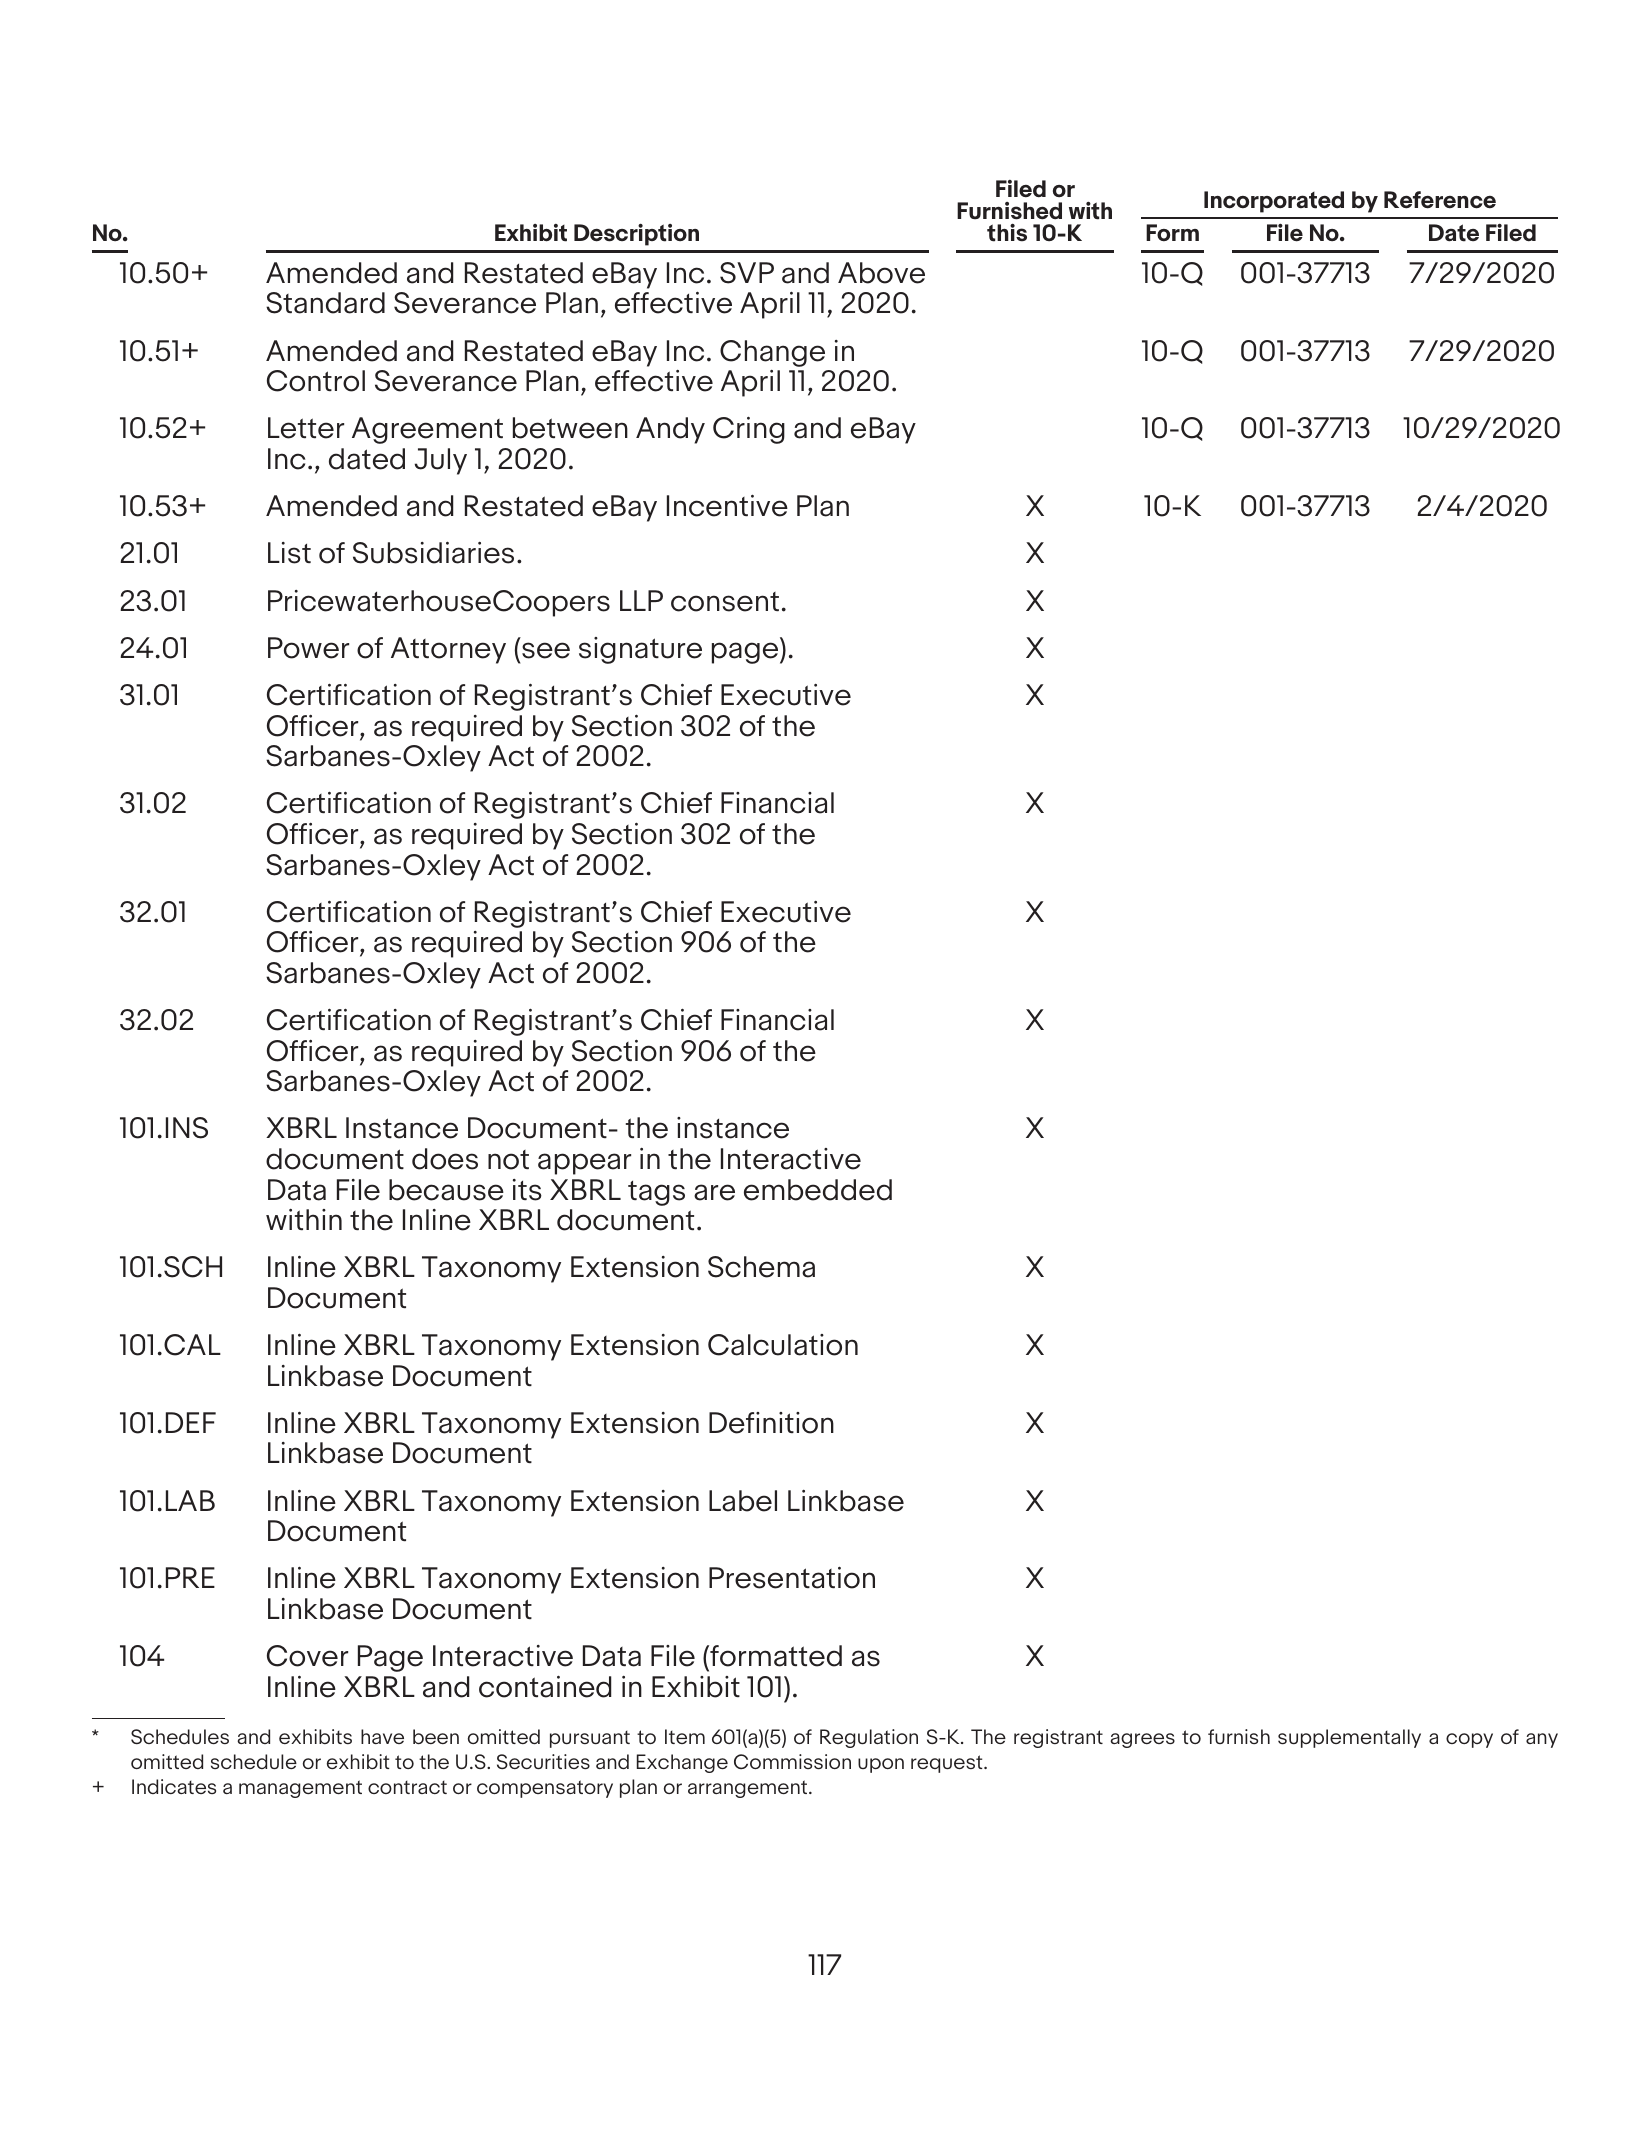 Filed or
Furnished with
this 10-K
Incorporated by Reference
No. Exhibit Description Form File No. Date Filed
10.50+ Amended and Restated eBay Inc. SVP and Above 10-Q 001-37713 7/29/2020
Standard Severance Plan, effective April 11, 2020.
10.51+ Amended and Restated eBay Inc. Change in 10-Q 001-37713 7/29/2020
Control Severance Plan, effective April 11, 2020.
10.52+ Letter Agreement between Andy Cring and eBay 10-Q 001-37713 10/29/2020
Inc., dated July 1, 2020.
10.53+ Amended and Restated eBay Incentive Plan X 10-K 001-37713 2/4/2020
21.01 List of Subsidiaries. X
23.01 PricewaterhouseCoopers LLP consent. X
24.01 Power of Attorney (see signature page). X
31.01 Certification of Registrant’s Chief Executive X
Officer, as required by Section 302 of the
Sarbanes-Oxley Act of 2002.
31.02 Certification of Registrant’s Chief Financial X
Officer, as required by Section 302 of the
Sarbanes-Oxley Act of 2002.
32.01 Certification of Registrant’s Chief Executive X
Officer, as required by Section 906 of the
Sarbanes-Oxley Act of 2002.
32.02 Certification of Registrant’s Chief Financial X
Officer, as required by Section 906 of the
Sarbanes-Oxley Act of 2002.
101.INS XBRL Instance Document- the instance X
document does not appear in the Interactive
Data File because its XBRL tags are embedded
within the Inline XBRL document.
101.SCH Inline XBRL Taxonomy Extension Schema X
Document
101.CAL Inline XBRL Taxonomy Extension Calculation X
Linkbase Document
101.DEF Inline XBRL Taxonomy Extension Definition X
Linkbase Document
101.LAB Inline XBRL Taxonomy Extension Label Linkbase X
Document
101.PRE Inline XBRL Taxonomy Extension Presentation X
Linkbase Document
104 Cover Page Interactive Data File (formatted as X
Inline XBRL and contained in Exhibit 101).
* Schedules and exhibits have been omitted pursuant to Item 601(a)(5) of Regulation S-K. The registrant agrees to furnish supplementally a copy of any
omitted schedule or exhibit to the U.S. Securities and Exchange Commission upon request.
+ Indicates a management contract or compensatory plan or arrangement.
117